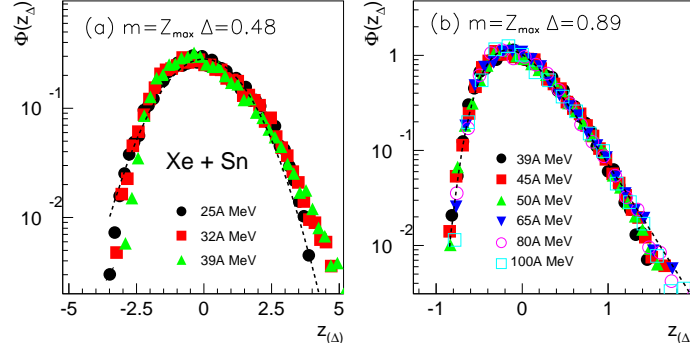 (a) m=Z_max Δ=0.48
Φ(z_Δ)
10^-1
10^-2
Xe + Sn
25A MeV
32A MeV
39A MeV
-5 -2.5 0 2.5 5
z_(Δ)
(b) m=Z_max Δ=0.89
Φ(z_Δ)
1
10^-1
10^-2
39A MeV
45A MeV
50A MeV
65A MeV
80A MeV
100A MeV
-1 0 1
z_(Δ)